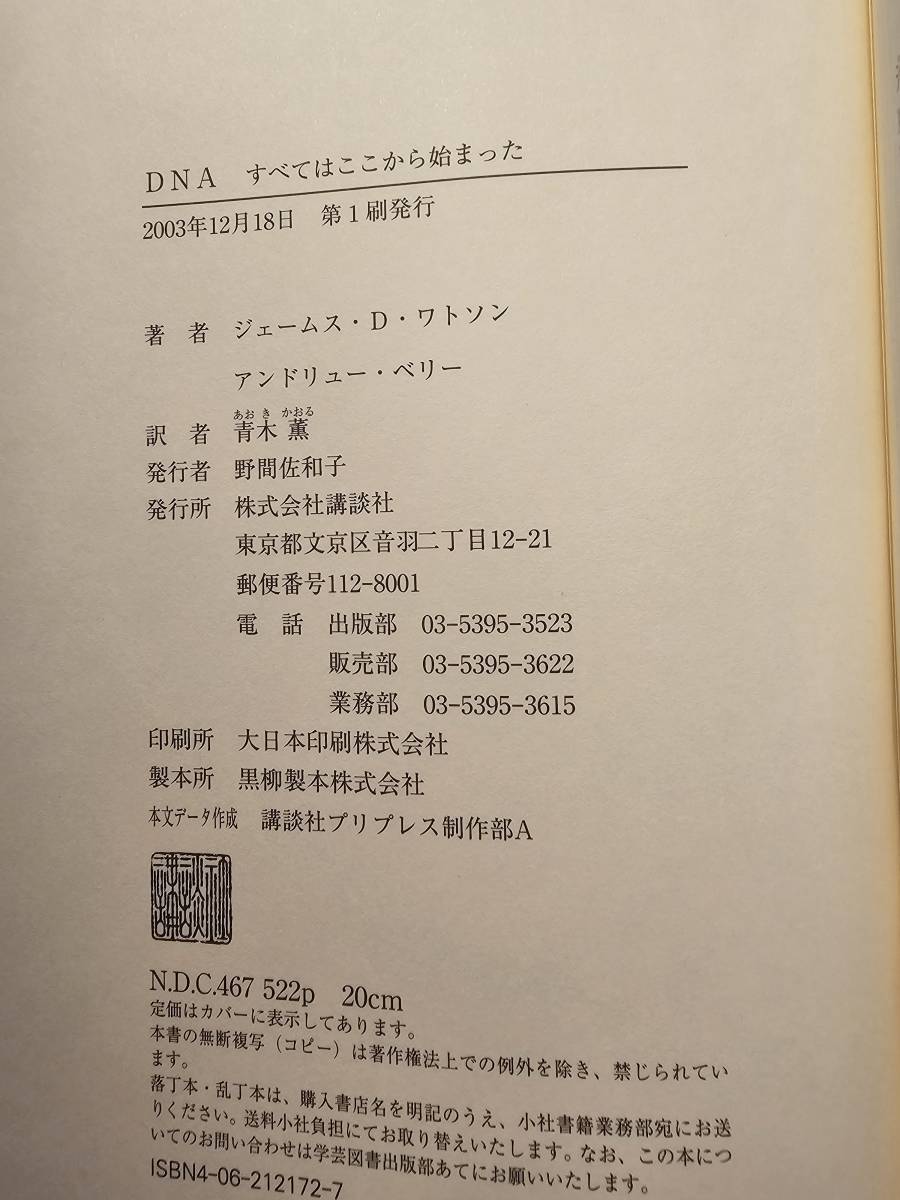 DNA　すべてはここから始まった
2003年12月18日　第1刷発行
著　者　ジェームス・D・ワトソン
アンドリュー・ベリー
あおき　かおる
訳　者　青木 薫
発行者　野間佐和子
発行所　株式会社講談社
東京都文京区音羽二丁目12-21
郵便番号112-8001
電　話　出版部　03-5395-3523
販売部　03-5395-3622
業務部　03-5395-3615
印刷所　大日本印刷株式会社
製本所　黒柳製本株式会社
本文データ作成　講談社プリプレス制作部A
講談社
N.D.C.467 522p　20cm
定価はカバーに表示してあります。
本書の無断複写（コピー）は著作権法上での例外を除き、禁じられてい
ます。
落丁本・乱丁本は、購入書店名を明記のうえ、小社書籍業務部宛にお送
りください。送料小社負担にてお取り替えいたします。なお、この本につ
いてのお問い合わせは学芸図書出版部あてにお願いいたします。
ISBN4-06-212172-7